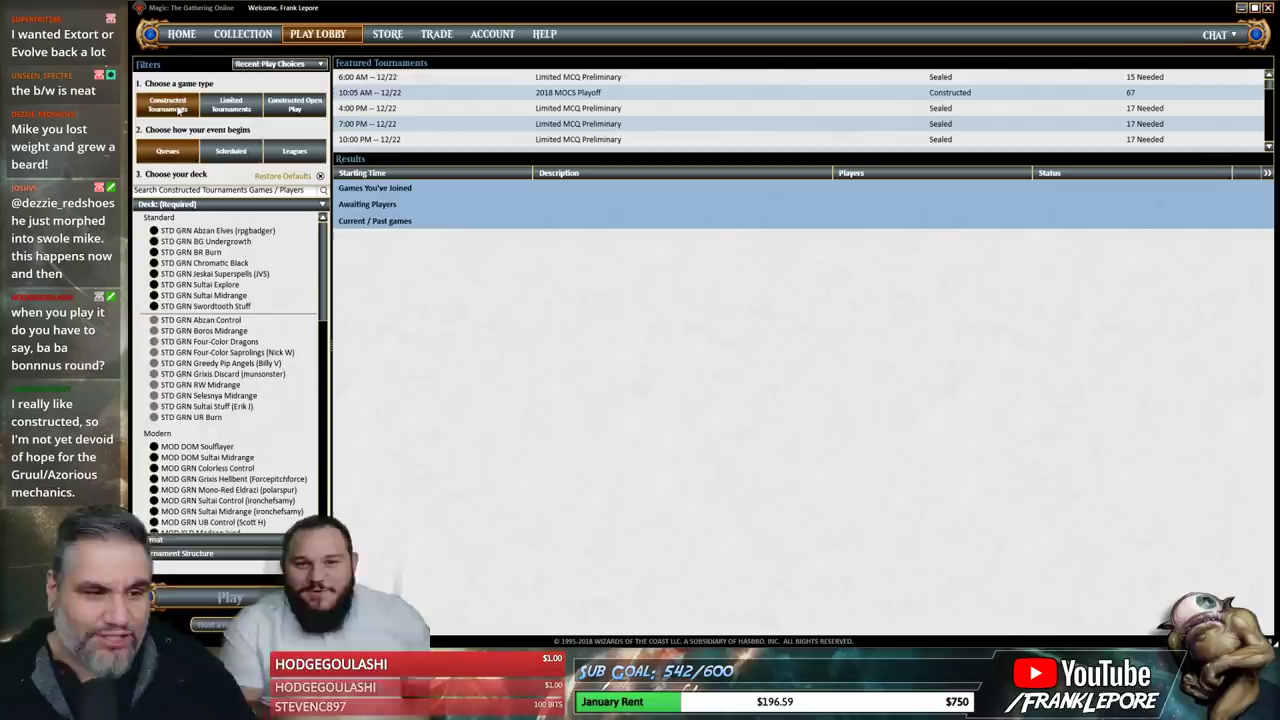 SUPERFRITZ5E
I wanted Extort or
Evolve back a lot
UNSEEN_SPECTRE
the b/w is neat
DEZZIE_REDSHOES
Mike you lost
weight and grew a
beard!
JOSHVS
@dezzie_redshoes
he just morphed
into swole mike.
this happens now
and then
when you play it
do you have to
say, ba ba
bonnnus round?
I really like
constructed, so
I'm not yet devoid
of hope for the
Gruul/Azorious
mechanics.
Magic: The Gathering Online
Welcome, Frank Lepore
HOME COLLECTION PLAY LOBBY STORE TRADE ACCOUNT HELP
CHAT
Filters
Recent Play Choices
1. Choose a game type
Constructed Tournaments
Limited Tournaments
Constructed Open Play
2. Choose how your event begins
Queues Scheduled Leagues
3. Choose your deck
Restore Defaults
Search Constructed Tournaments Games / Players
Deck: (Required)
Standard
STD GRN Abzan Elves (rpgbadger)
STD GRN BG Undergrowth
STD GRN BR Burn
STD GRN Chromatic Black
STD GRN Jeskai Superspells (JVS)
STD GRN Sultai Explore
STD GRN Sultai Midrange
STD GRN Swordtooth Stuff
STD GRN Abzan Control
STD GRN Boros Midrange
STD GRN Four-Color Dragons
STD GRN Four-Color Saprolings (Nick W)
STD GRN Greedy Pip Angels (Billy V)
STD GRN Grixis Discard (munsonster)
STD GRN RW Midrange
STD GRN Selesnya Midrange
STD GRN Sultai Stuff (Erik J)
STD GRN UR Burn
Modern
MOD DOM Soulflayer
MOD DOM Sultai Midrange
MOD GRN Colorless Control
MOD GRN Grixis Hellbent (Forcepitchforce)
MOD GRN Mono-Red Eldrazi (polarspur)
MOD GRN Sultai Control (ironchefsamy)
MOD GRN Sultai Midrange (ironchefsamy)
MOD GRN UB Control (Scott H)
rnament Structure
Play
Featured Tournaments
6:00 AM -- 12/22 Limited MCQ Preliminary Sealed 15 Needed
10:05 AM -- 12/22 2018 MOCS Playoff Constructed 67
4:00 PM -- 12/22 Limited MCQ Preliminary Sealed 17 Needed
7:00 PM -- 12/22 Limited MCQ Preliminary Sealed 17 Needed
10:00 PM -- 12/22 Limited MCQ Preliminary Sealed 17 Needed
Results
Starting Time Description Players Status
Games You've Joined
Awaiting Players
Current / Past games
© 1995-2018 WIZARDS OF THE COAST LLC. A SUBSIDIARY OF HASBRO, INC. ALL RIGHTS RESERVED.
HODGEGOULASHI $1.00
HODGEGOULASHI $1.00
STEVENC897 100 BITS
SUB GOAL: 542/600
January Rent $196.59 $750
YouTube
/FRANKLEPORE